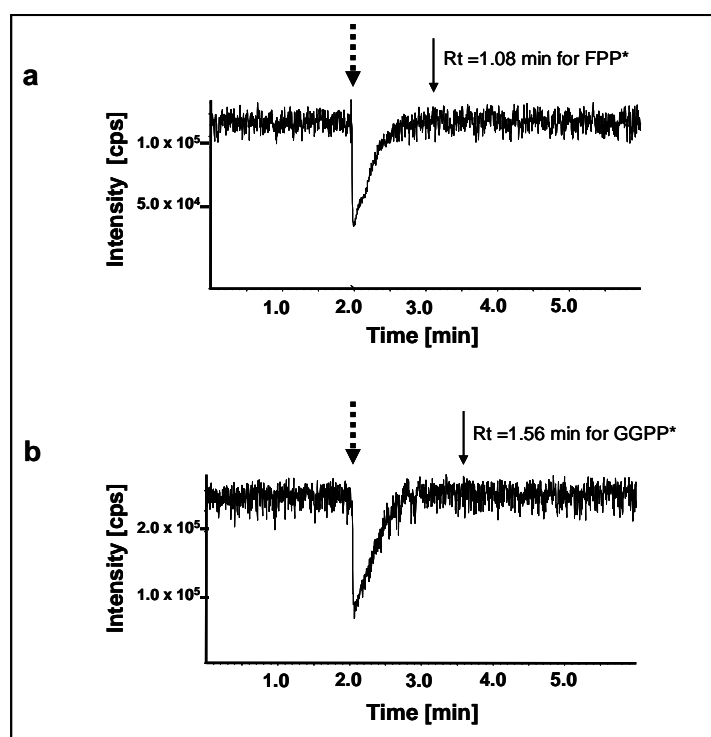 a
Rt =1.08 min for FPP*
Intensity [cps]
1.0 x 10⁵
5.0 x 10⁴
1.0 2.0 3.0 4.0 5.0
Time [min]
b
Rt =1.56 min for GGPP*
Intensity [cps]
2.0 x 10⁵
1.0 x 10⁵
1.0 2.0 3.0 4.0 5.0
Time [min]